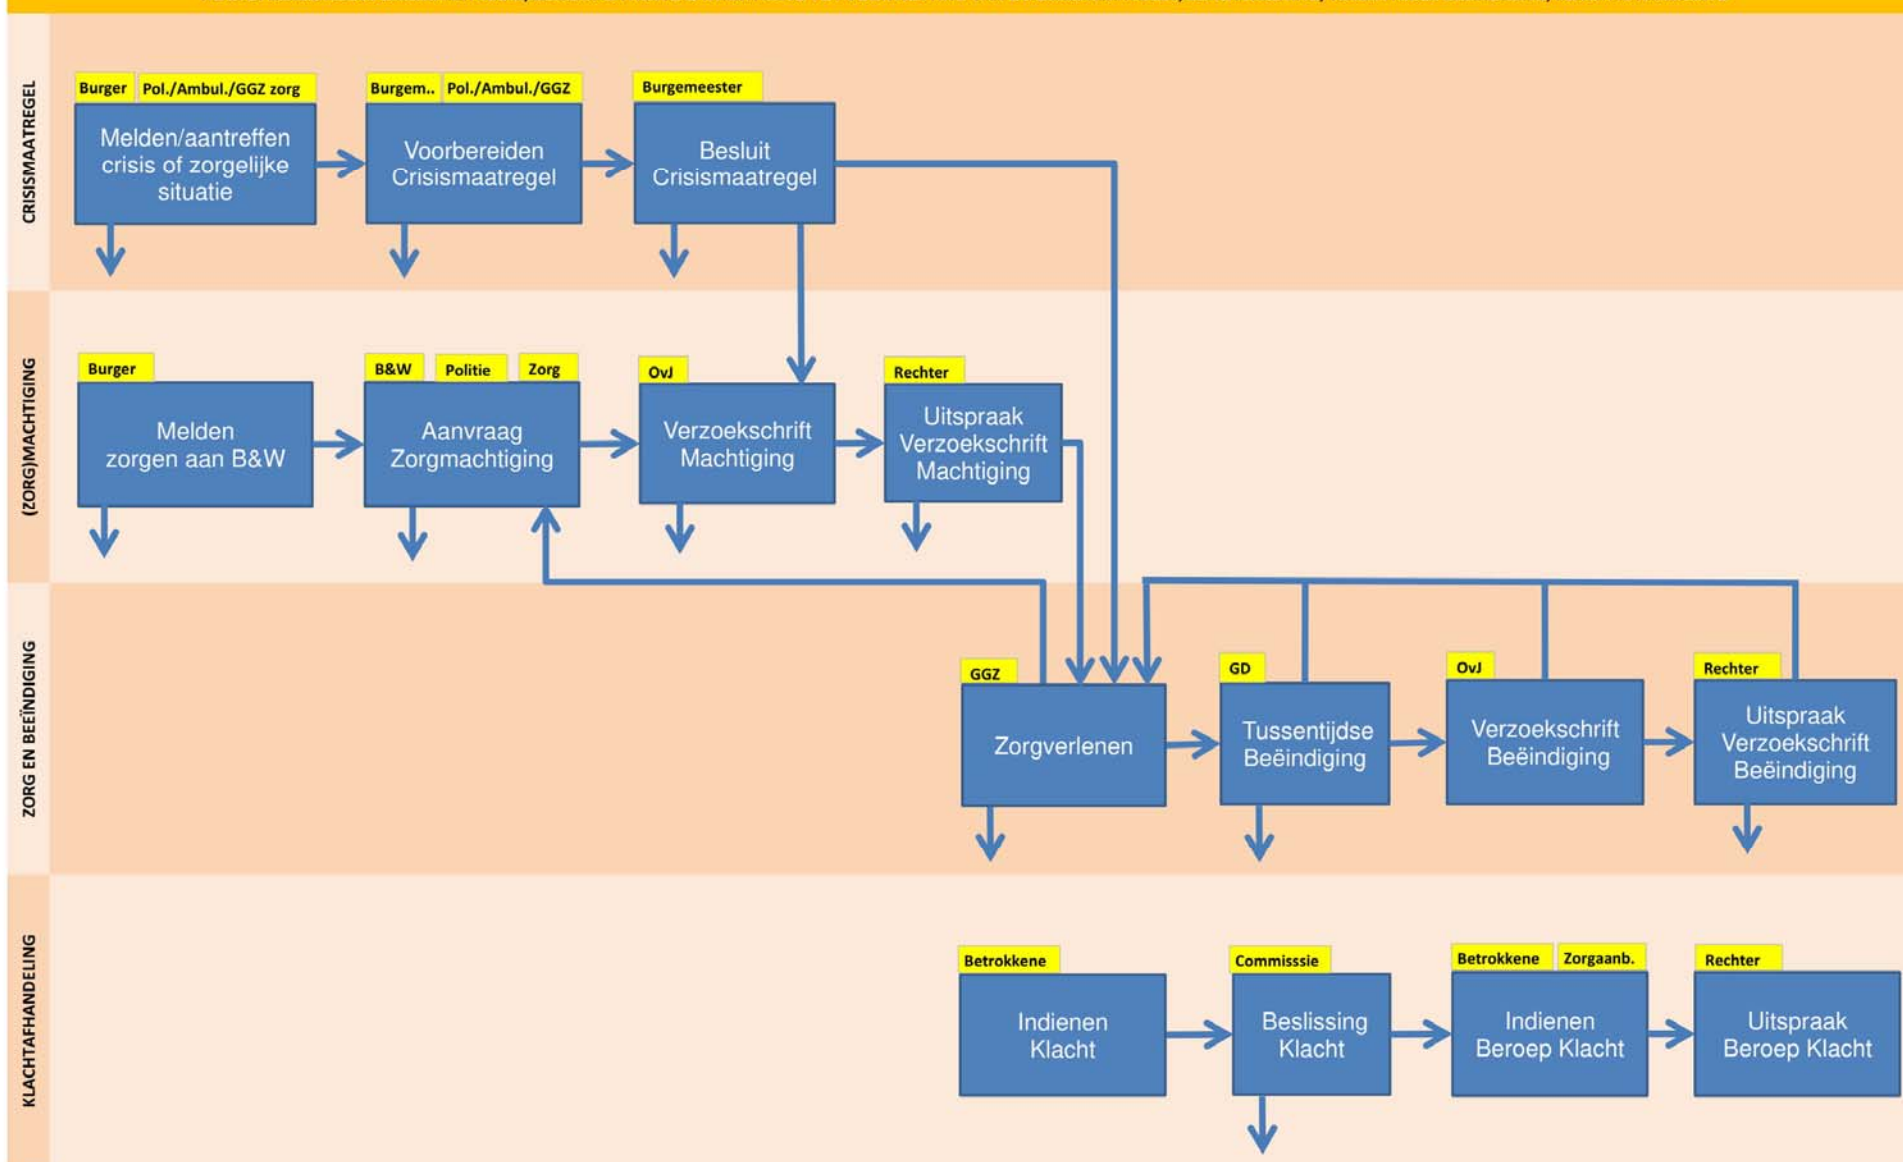 CRISISMAATREGEL
Burger
Pol./Ambul./GGZ zorg
Melden/aantreffen
crisis of zorgelijke
situatie
Burgem..
Pol./Ambul./GGZ
Voorbereiden
Crisismaatregel
Burgemeester
Besluit
Crisismaatregel
(ZORG)MACHTIGING
Burger
Melden
zorgen aan B&W
B&W
Politie
Zorg
Aanvraag
Zorgmachtiging
OvJ
Verzoekschrift
Machtiging
Rechter
Uitspraak
Verzoekschrift
Machtiging
ZORG EN BEEÏNDIGING
GGZ
Zorgverlenen
GD
Tussentijdse
Beëindiging
OvJ
Verzoekschrift
Beëindiging
Rechter
Uitspraak
Verzoekschrift
Beëindiging
KLACHTAFHANDELING
Betrokkene
Indienen
Klacht
Commisssie
Beslissing
Klacht
Betrokkene
Zorgaanb.
Indienen
Beroep Klacht
Rechter
Uitspraak
Beroep Klacht